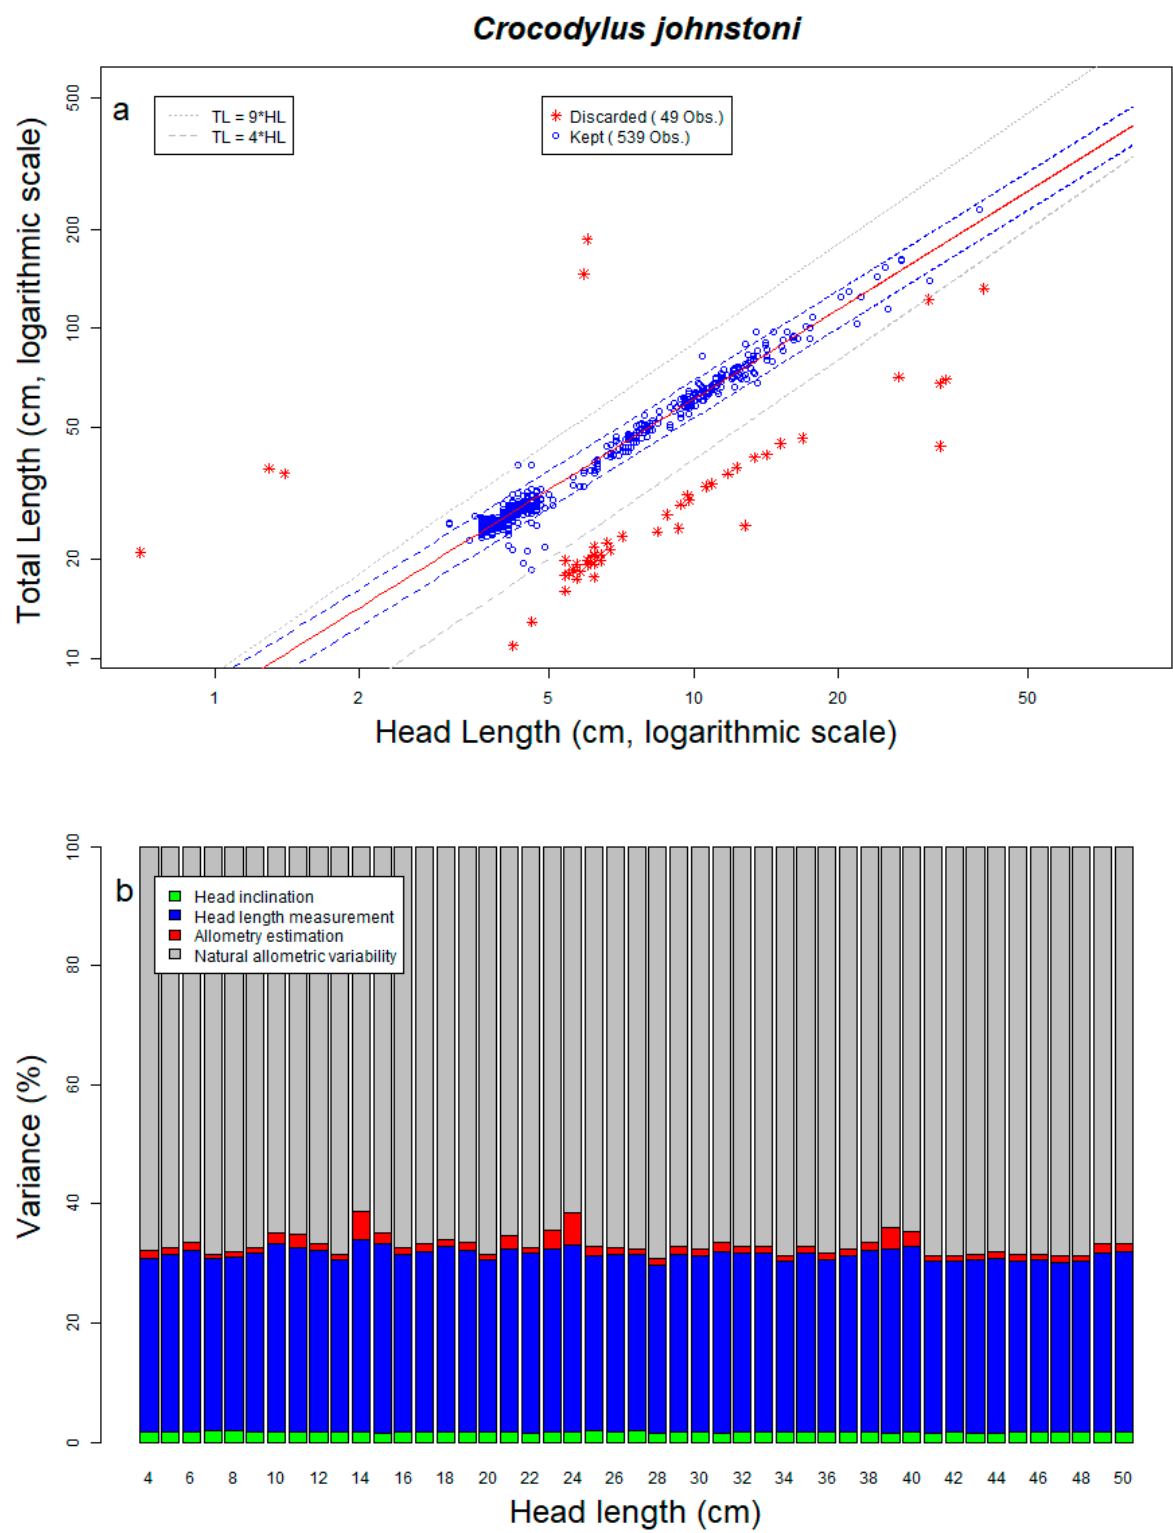 Crocodylus johnstoni
a
TL = 9*HL
TL = 4*HL
Discarded ( 49 Obs.)
Kept ( 539 Obs.)
Total Length (cm, logarithmic scale)
500
200
100
50
20
10
1 2 5 10 20 50
Head Length (cm, logarithmic scale)
b
Head inclination
Head length measurement
Allometry estimation
Natural allometric variability
Variance (%)
100
80
60
40
20
0
4 6 8 10 12 14 16 18 20 22 24 26 28 30 32 34 36 38 40 42 44 46 48 50
Head length (cm)